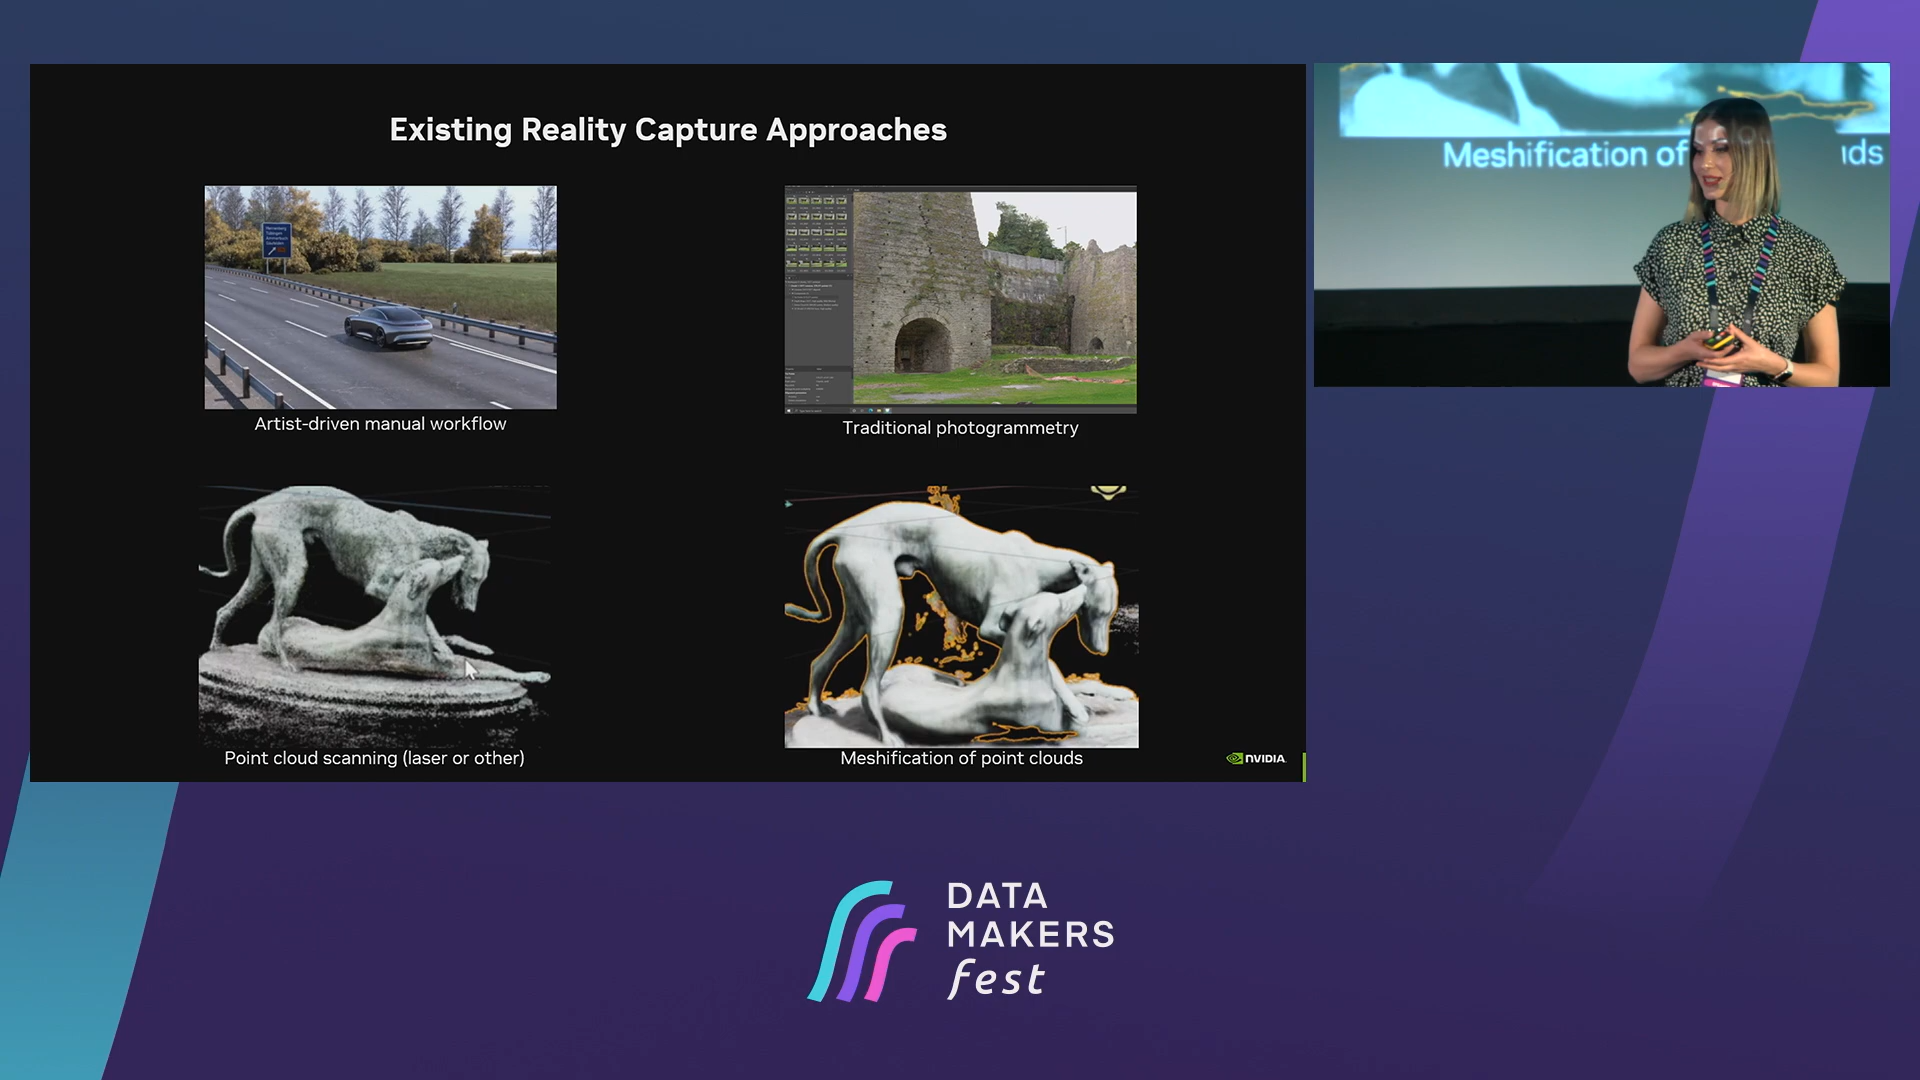 Existing Reality Capture Approaches
Artist-driven manual workflow
Traditional photogrammetry
Point cloud scanning (laser or other)
Meshification of point clouds
NVIDIA
Meshification of
DATA
MAKERS
fest